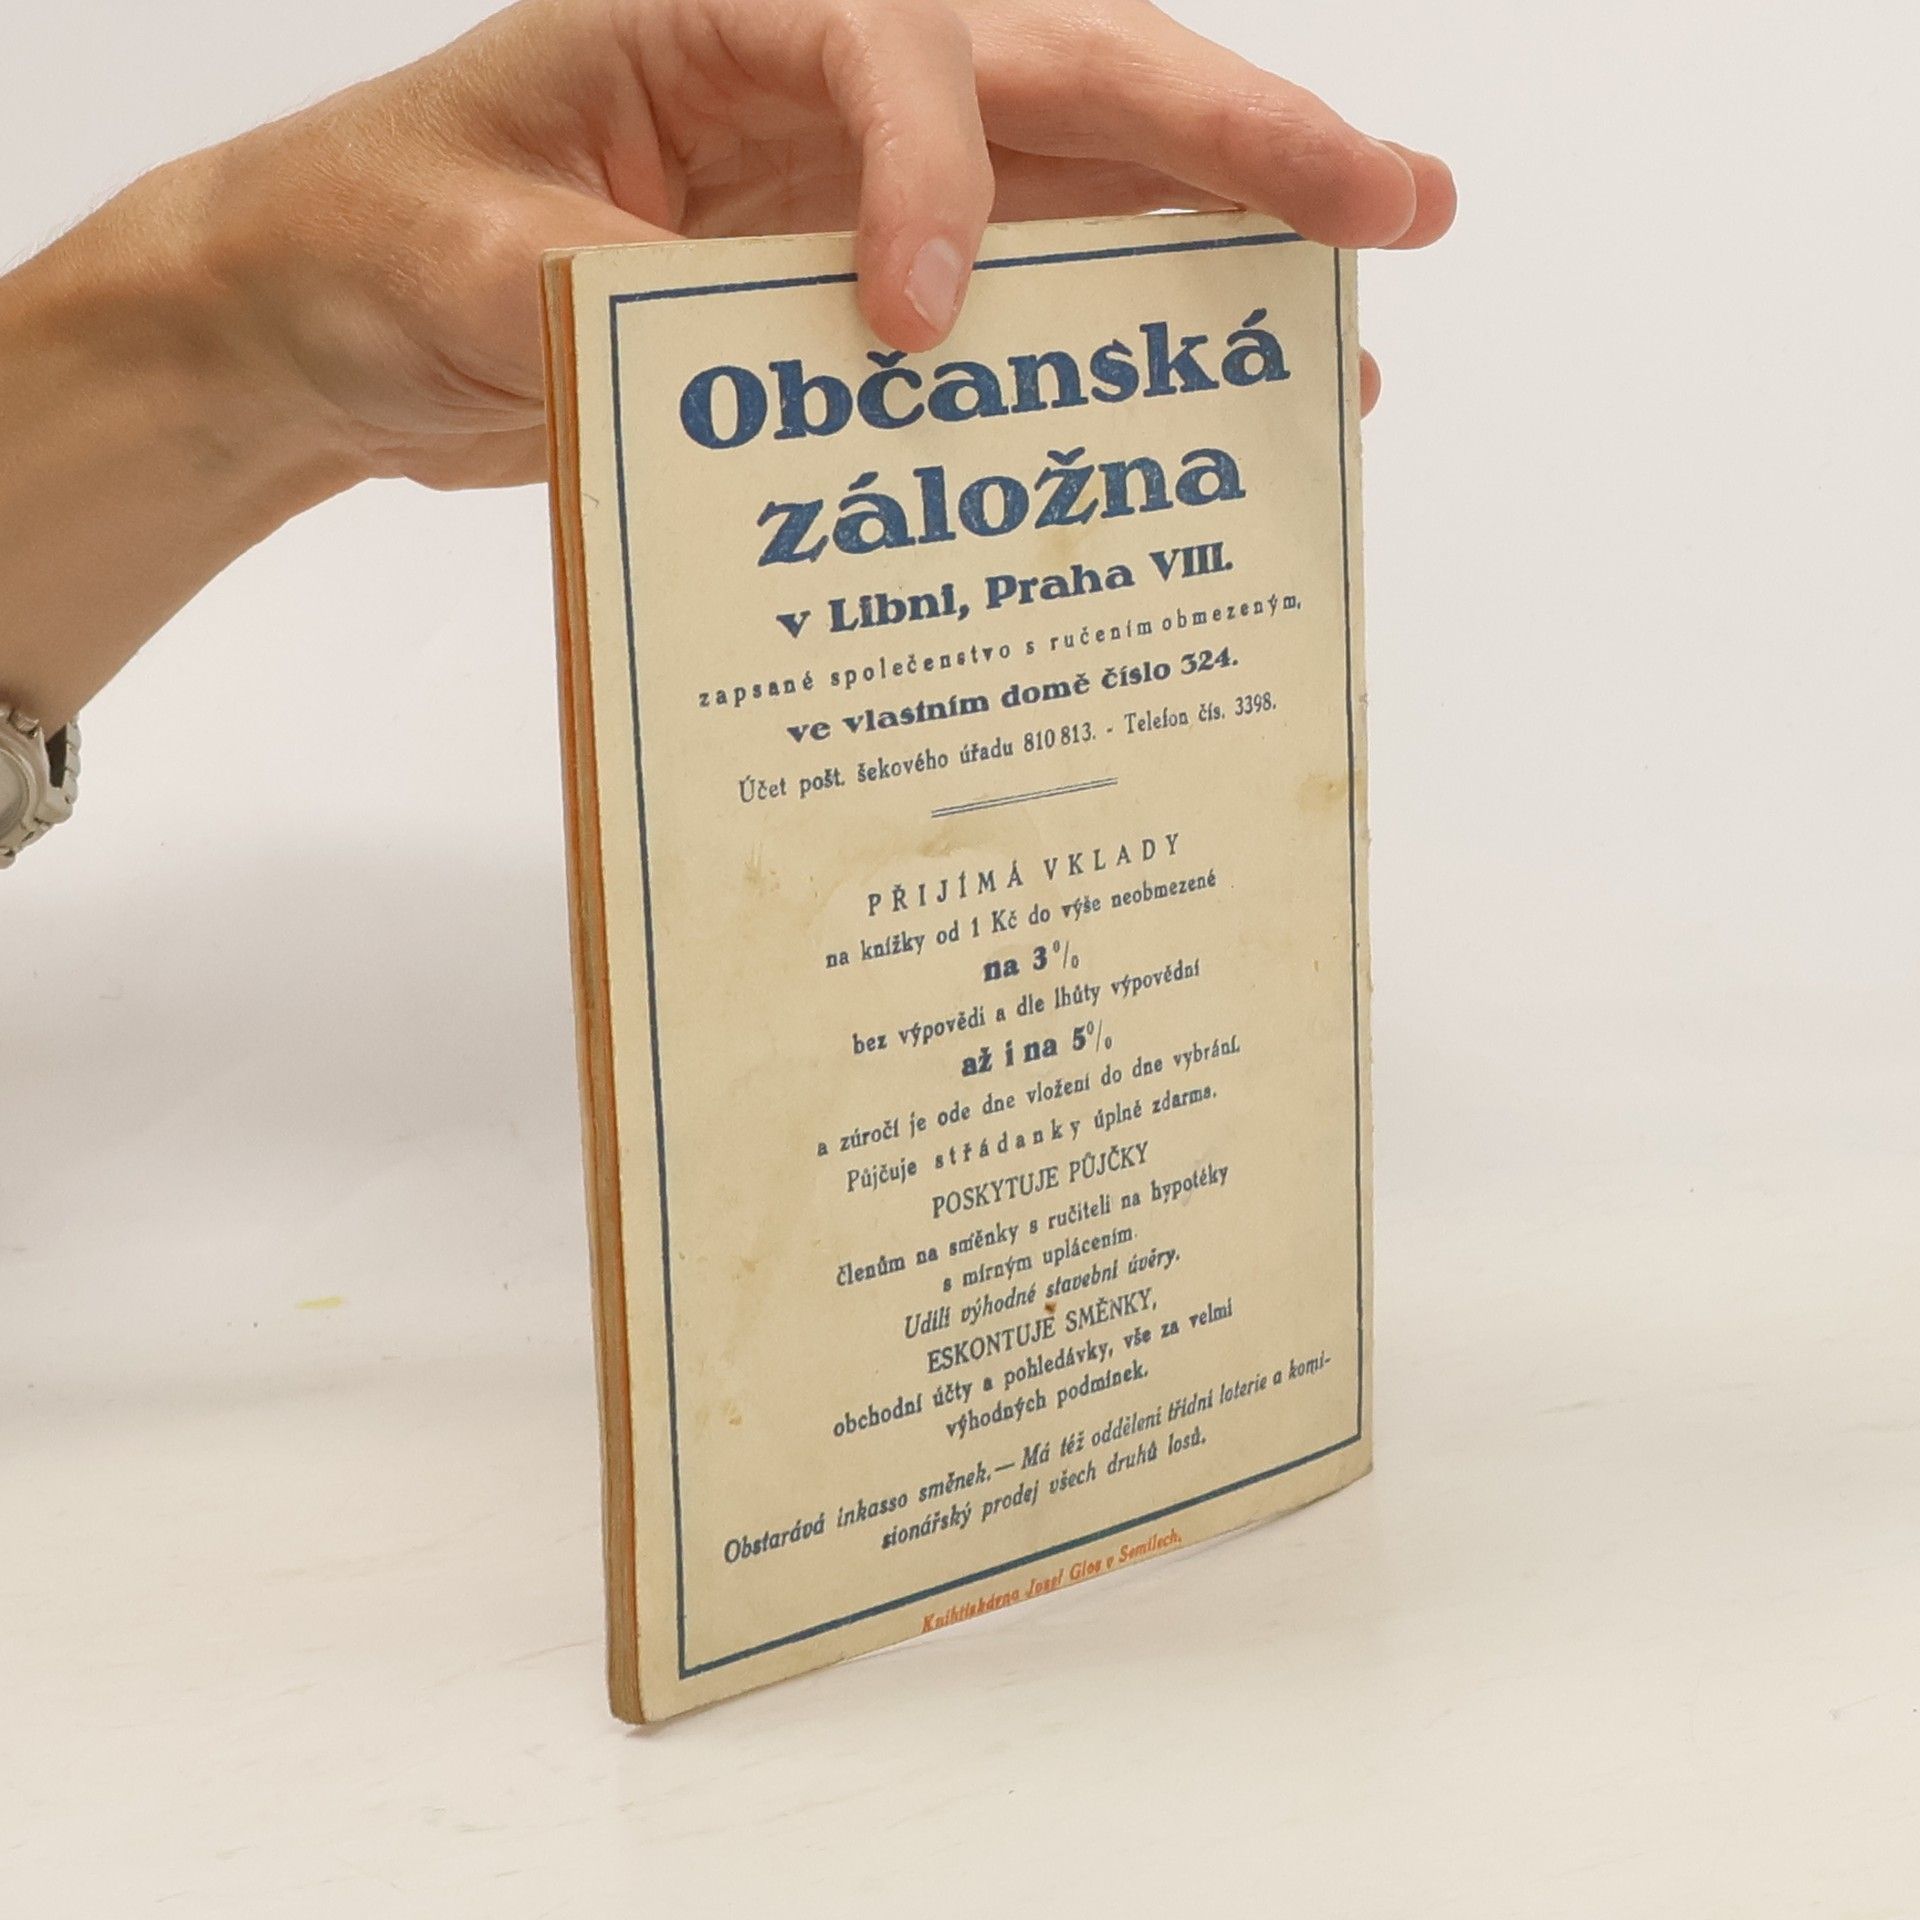 Občanská
záložna
v Libni, Praha VIII.
zapsané společenstvo s ručením obmezeným,
ve vlastním domě číslo 324.
Účet pošt. šekového úřadu 810 813. - Telefon čís. 3398.
PŘIJÍMÁ VKLADY
na knížky od 1 Kč do výše neobmezené
na 3%
bez výpovědi a dle lhůty výpovědní
až i na 5%
a zúročí je ode dne vložení do dne vybrání.
Půjčuje střádanky úplně zdarma.
POSKYTUJE PŮJČKY
členům na směnky s ručiteli na hypotéky
s mírným uplácením.
Udílí výhodné stavební úvěry.
ESKONTUJE SMĚNKY,
obchodní účty a pohledávky, vše za velmi
výhodných podmínek.
Obstarává inkasso směnek. — Má též oddělení třídní loterie a komi-
sionářský prodej všech druhů losů.
Knihtiskárna Josef Glos v Semilech.